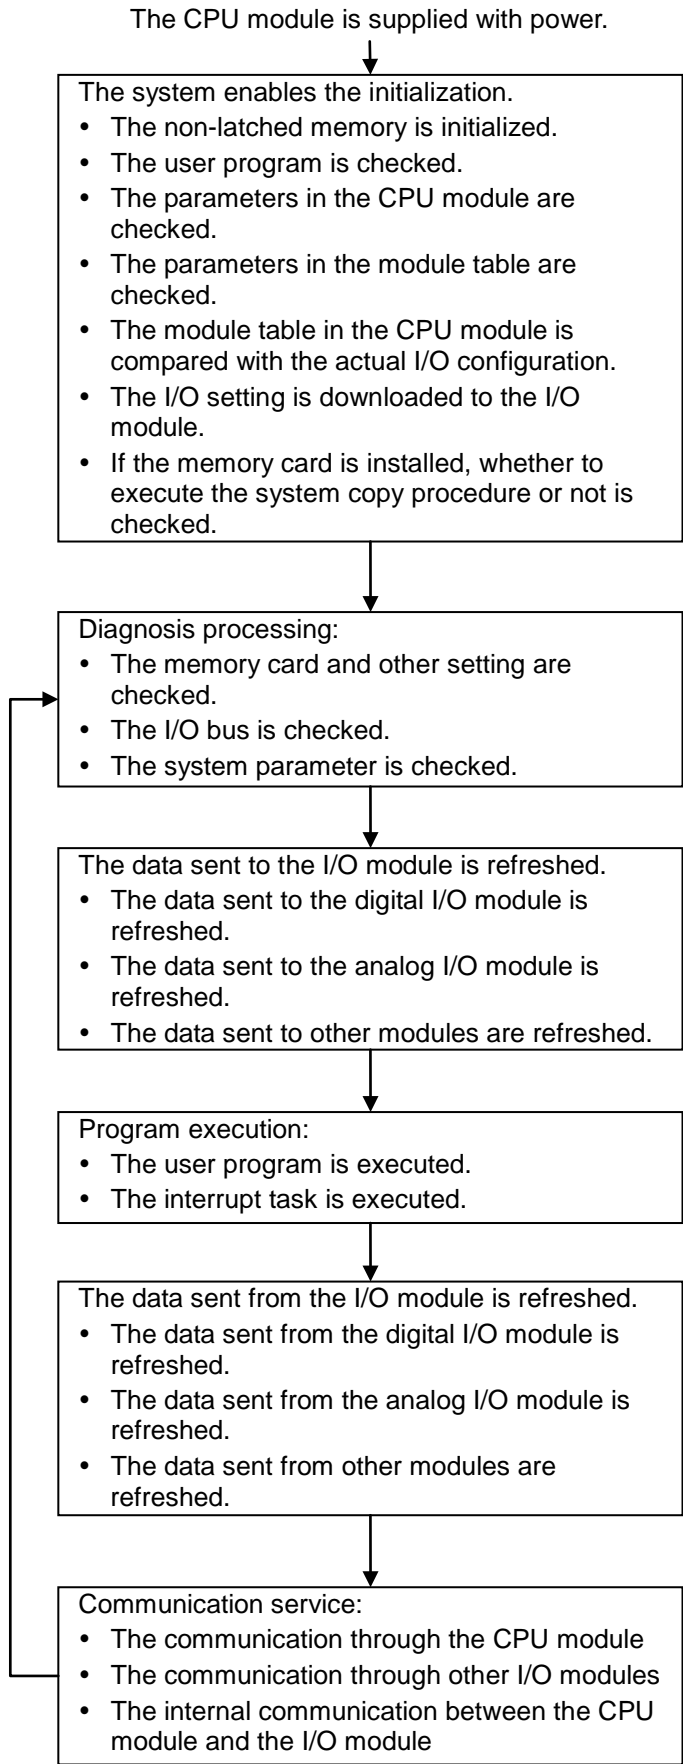 The CPU module is supplied with power.
The system enables the initialization.
• The non-latched memory is initialized.
• The user program is checked.
• The parameters in the CPU module are
checked.
• The parameters in the module table are
checked.
• The module table in the CPU module is
compared with the actual I/O configuration.
• The I/O setting is downloaded to the I/O
module.
• If the memory card is installed, whether to
execute the system copy procedure or not is
checked.
Diagnosis processing:
• The memory card and other setting are
checked.
• The I/O bus is checked.
• The system parameter is checked.
The data sent to the I/O module is refreshed.
• The data sent to the digital I/O module is
refreshed.
• The data sent to the analog I/O module is
refreshed.
• The data sent to other modules are refreshed.
Program execution:
• The user program is executed.
• The interrupt task is executed.
The data sent from the I/O module is refreshed.
• The data sent from the digital I/O module is
refreshed.
• The data sent from the analog I/O module is
refreshed.
• The data sent from other modules are
refreshed.
Communication service:
• The communication through the CPU module
• The communication through other I/O modules
• The internal communication between the CPU
module and the I/O module